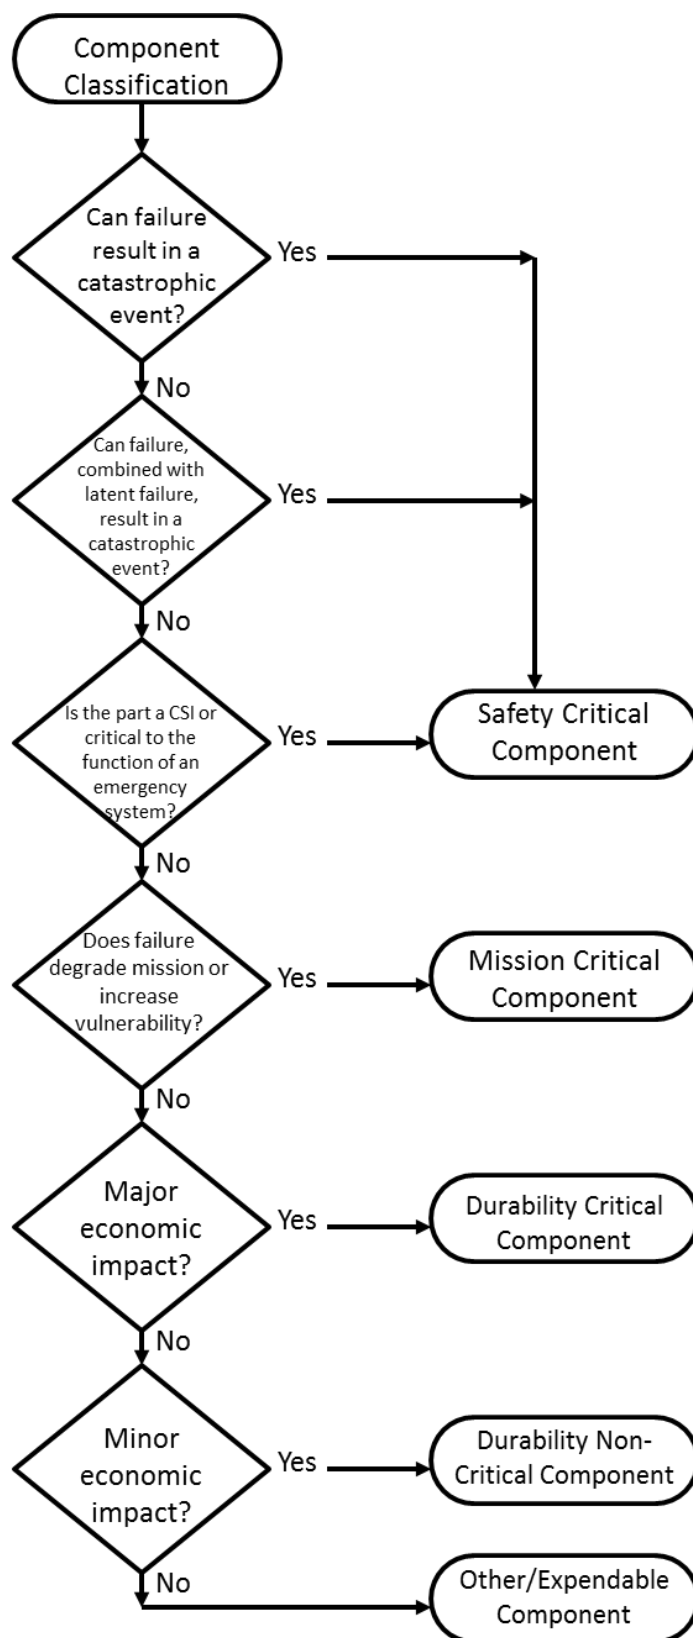 Component
Classification
Can failure
result in a
catastrophic
event?
Yes
No
Can failure,
combined with
latent failure,
result in a
catastrophic
event?
Yes
No
Is the part a CSI or
critical to the
function of an
emergency
system?
Yes
Safety Critical
Component
No
Does failure
degrade mission or
increase
vulnerability?
Yes
Mission Critical
Component
No
Major
economic
impact?
Yes
Durability Critical
Component
No
Minor
economic
impact?
Yes
Durability Non-
Critical Component
No
Other/Expendable
Component